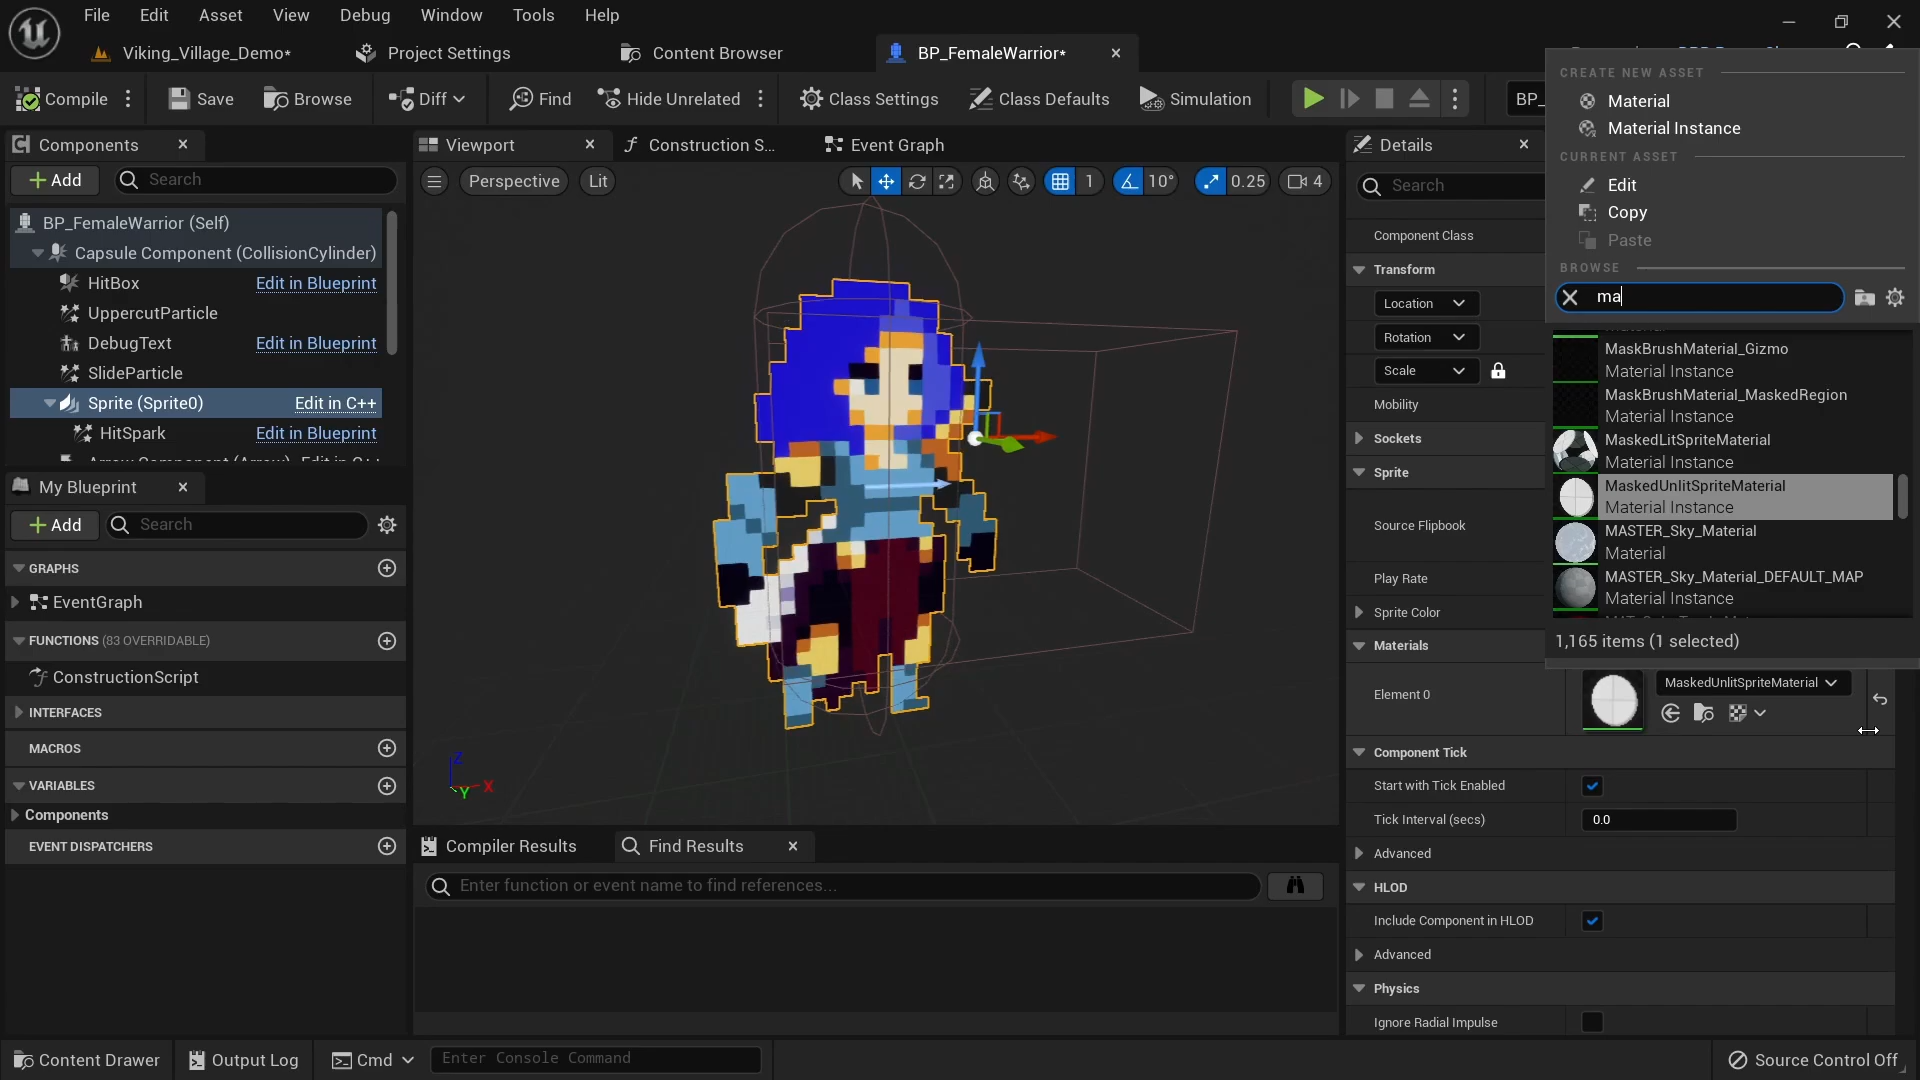 File Edit Asset View Debug Window Tools Help
Viking_Village_Demo*
Project Settings
Content Browser
BP_FemaleWarrior*
Compile
Save
Browse
Diff
Find
Hide Unrelated
Class Settings
Class Defaults
Simulation
BP_
Components
Add
Search
BP_FemaleWarrior (Self)
Capsule Component (CollisionCylinder)
HitBox Edit in Blueprint
UppercutParticle
DebugText Edit in Blueprint
SlideParticle
Sprite (Sprite0) Edit in C++
HitSpark Edit in Blueprint
Arrow Component (Arrow) Edit in C++
My Blueprint
Add
Search
GRAPHS
EventGraph
FUNCTIONS (83 OVERRIDABLE)
ConstructionScript
INTERFACES
MACROS
VARIABLES
Components
EVENT DISPATCHERS
Viewport
Construction S...
Event Graph
Perspective
Lit
1
10°
0.25
4
Z
X
Y
Compiler Results
Find Results
Enter function or event name to find references...
Details
Search
Component Class
Transform
Location
Rotation
Scale
Mobility
Sockets
Sprite
Source Flipbook
Play Rate
Sprite Color
Materials
Element 0
MaskedUnlitSpriteMaterial
Component Tick
Start with Tick Enabled
Tick Interval (secs) 0.0
Advanced
HLOD
Include Component in HLOD
Advanced
Physics
Ignore Radial Impulse
CREATE NEW ASSET
Material
Material Instance
CURRENT ASSET
Edit
Copy
Paste
BROWSE
ma
MaskBrushMaterial_Gizmo
Material Instance
MaskBrushMaterial_MaskedRegion
Material Instance
MaskedLitSpriteMaterial
Material Instance
MaskedUnlitSpriteMaterial
Material Instance
MASTER_Sky_Material
Material
MASTER_Sky_Material_DEFAULT_MAP
Material Instance
1,165 items (1 selected)
Content Drawer
Output Log
Cmd
Enter Console Command
Source Control Off